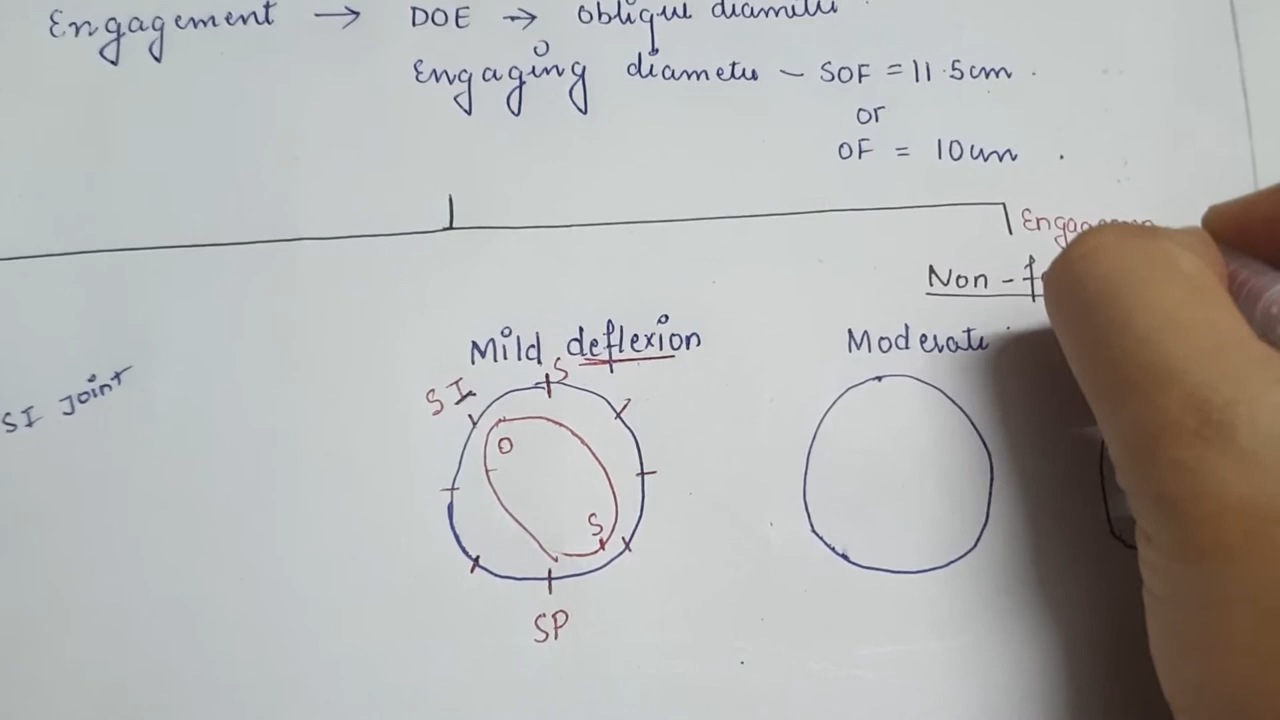 Engagement → DOE → oblique diameter
Engaging diameter - SOF = 11.5cm.
or
OF = 10cm.
Non -
Mild deflexion
Moderate
SI
S
SI Joint
O
S
SP